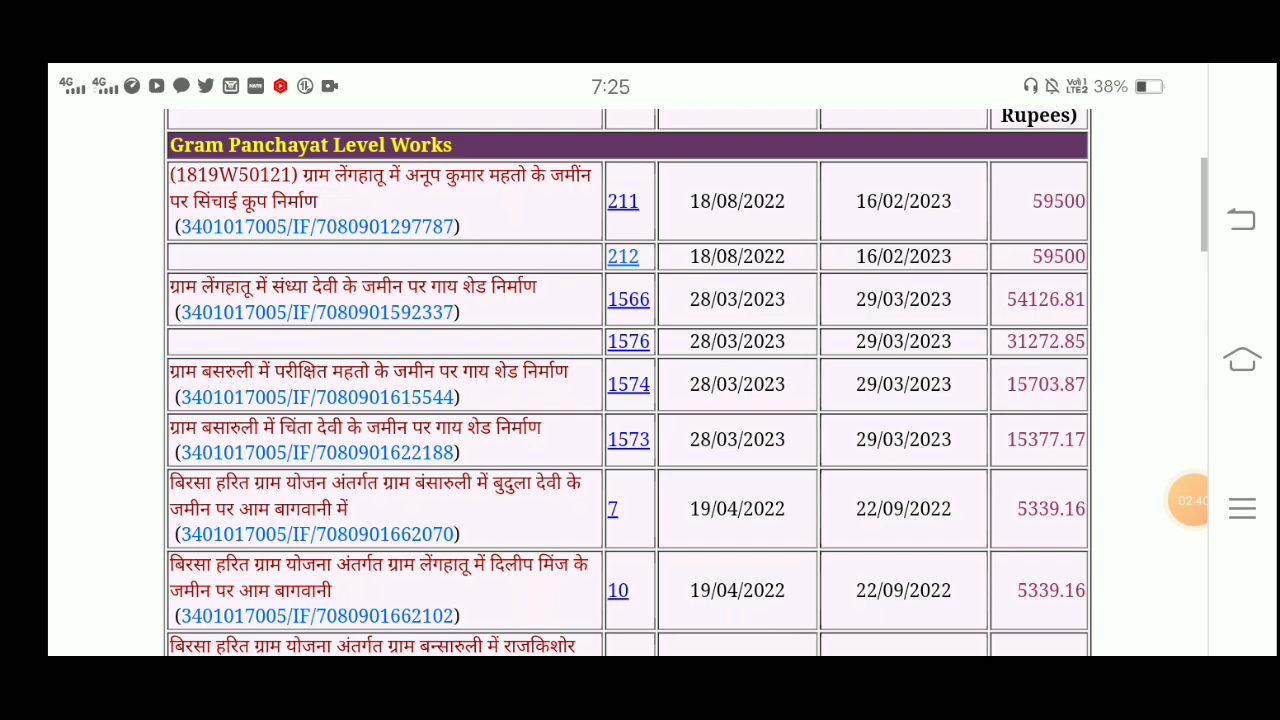 4G 4G 7:25 VoI 1 LTE2 38%
Rupees)
Gram Panchayat Level Works
(1819W50121) ग्राम लेंगहातू में अनूप कुमार महतो के जमींन
पर सिंचाई कूप निर्माण
(3401017005/IF/7080901297787)
211 18/08/2022 16/02/2023 59500
212 18/08/2022 16/02/2023 59500
ग्राम लेंगहातू में संध्या देवी के जमीन पर गाय शेड निर्माण
(3401017005/IF/7080901592337)
1566 28/03/2023 29/03/2023 54126.81
1576 28/03/2023 29/03/2023 31272.85
ग्राम बसरुली में परीक्षित महतो के जमीन पर गाय शेड निर्माण
(3401017005/IF/7080901615544)
1574 28/03/2023 29/03/2023 15703.87
ग्राम बसारुली में चिंता देवी के जमीन पर गाय शेड निर्माण
(3401017005/IF/7080901622188)
1573 28/03/2023 29/03/2023 15377.17
बिरसा हरित ग्राम योजन अंतर्गत ग्राम बंसारुली में बुदुला देवी के
जमीन पर आम बागवानी में
(3401017005/IF/7080901662070)
7 19/04/2022 22/09/2022 5339.16
बिरसा हरित ग्राम योजना अंतर्गत ग्राम लेंगहातू में दिलीप मिंज के
जमीन पर आम बागवानी
(3401017005/IF/7080901662102)
10 19/04/2022 22/09/2022 5339.16
बिरसा हरित ग्राम योजना अंतर्गत ग्राम बन्सारुली में राजकिशोर
02:40